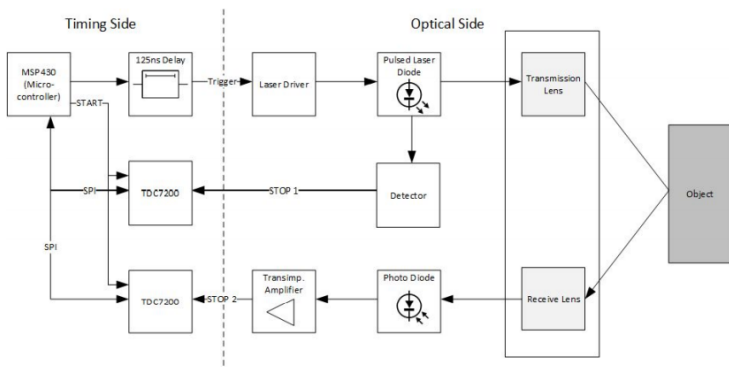 Timing Side
Optical Side
MSP430
(Micro-
controller)
125ns Delay
Trigger
Laser Driver
Pulsed Laser
Diode
Transmission
Lens
START
Object
SPI
TDC7200
STOP 1
Detector
SPI
TDC7200
STOP 2
Transimp.
Amplifier
Photo Diode
Receive Lens